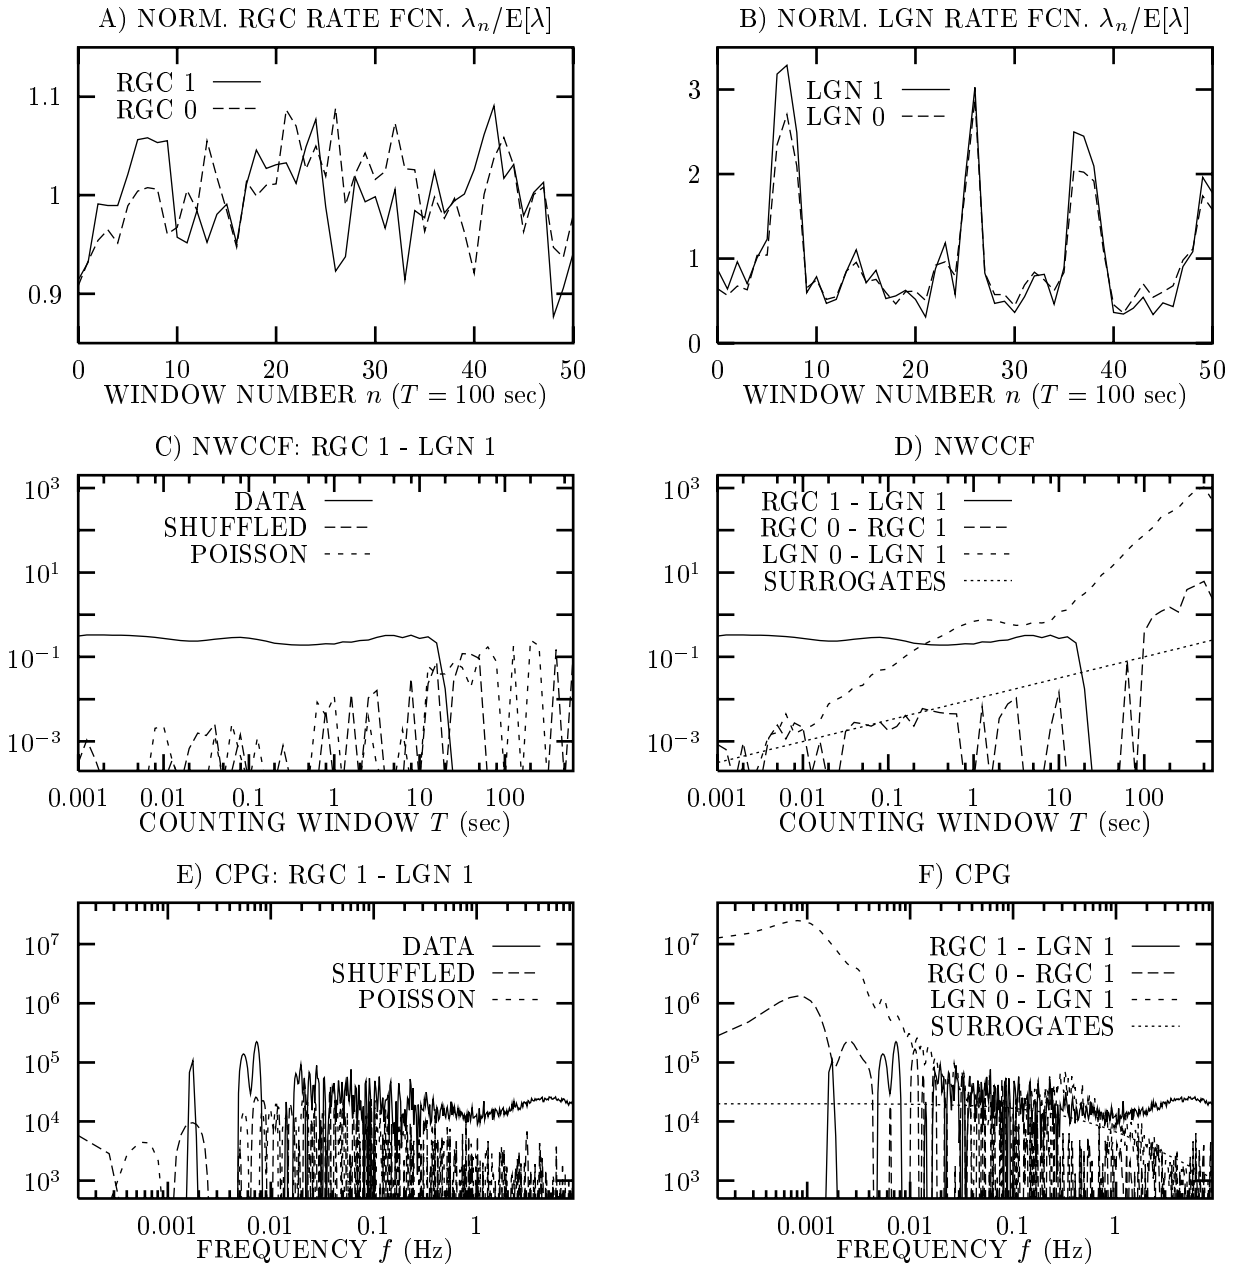 A) NORM. RGC RATE FCN. λn/E[λ]
RGC 1
RGC 0
1.1
1
0.9
0 10 20 30 40 50
WINDOW NUMBER n (T = 100 sec)
B) NORM. LGN RATE FCN. λn/E[λ]
LGN 1
LGN 0
3
2
1
0
0 10 20 30 40 50
WINDOW NUMBER n (T = 100 sec)
C) NWCCF: RGC 1 - LGN 1
DATA
SHUFFLED
POISSON
10^3
10^1
10^−1
10^−3
0.001 0.01 0.1 1 10 100
COUNTING WINDOW T (sec)
D) NWCCF
RGC 1 - LGN 1
RGC 0 - RGC 1
LGN 0 - LGN 1
SURROGATES
10^3
10^1
10^−1
10^−3
0.001 0.01 0.1 1 10 100
COUNTING WINDOW T (sec)
E) CPG: RGC 1 - LGN 1
DATA
SHUFFLED
POISSON
10^7
10^6
10^5
10^4
10^3
0.001 0.01 0.1 1
FREQUENCY f (Hz)
F) CPG
RGC 1 - LGN 1
RGC 0 - RGC 1
LGN 0 - LGN 1
SURROGATES
10^7
10^6
10^5
10^4
10^3
0.001 0.01 0.1 1
FREQUENCY f (Hz)